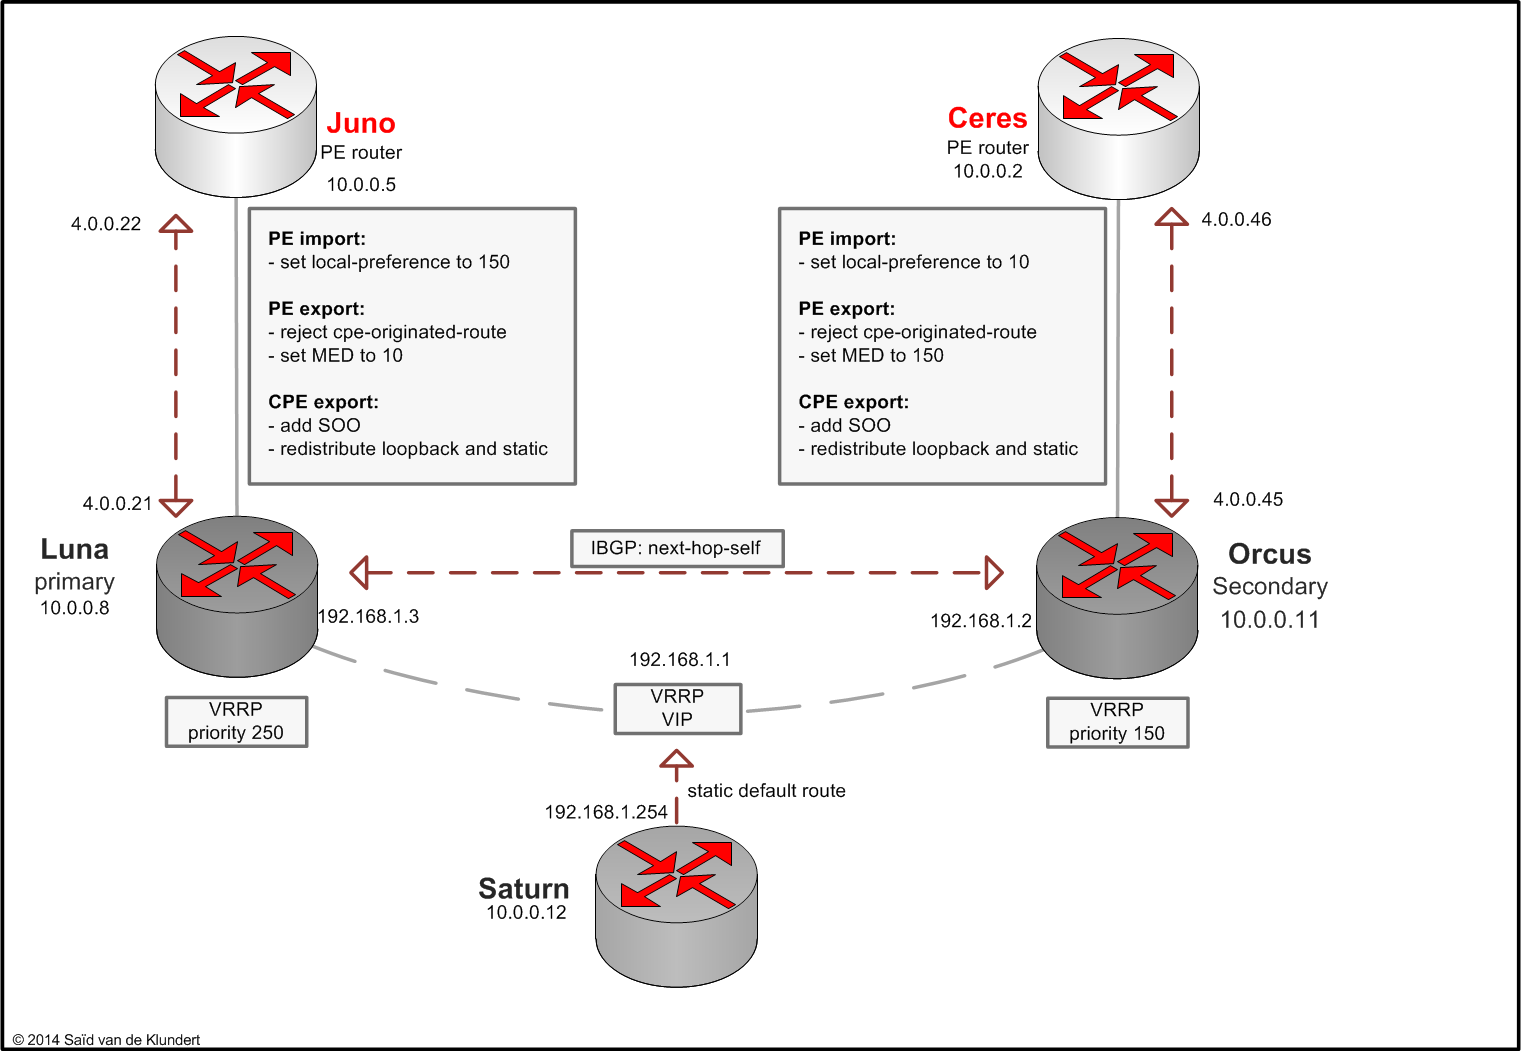 Juno
PE router
10.0.0.5
Ceres
PE router
10.0.0.2
4.0.0.22
4.0.0.46
PE import:
- set local-preference to 150
PE export:
- reject cpe-originated-route
- set MED to 10
CPE export:
- add SOO
- redistribute loopback and static
PE import:
- set local-preference to 10
PE export:
- reject cpe-originated-route
- set MED to 150
CPE export:
- add SOO
- redistribute loopback and static
4.0.0.21
4.0.0.45
Luna
primary
10.0.0.8
IBGP: next-hop-self
Orcus
Secondary
10.0.0.11
192.168.1.3
192.168.1.2
192.168.1.1
VRRP
VIP
VRRP
priority 250
VRRP
priority 150
static default route
192.168.1.254
Saturn
10.0.0.12
© 2014 Saïd van de Klundert